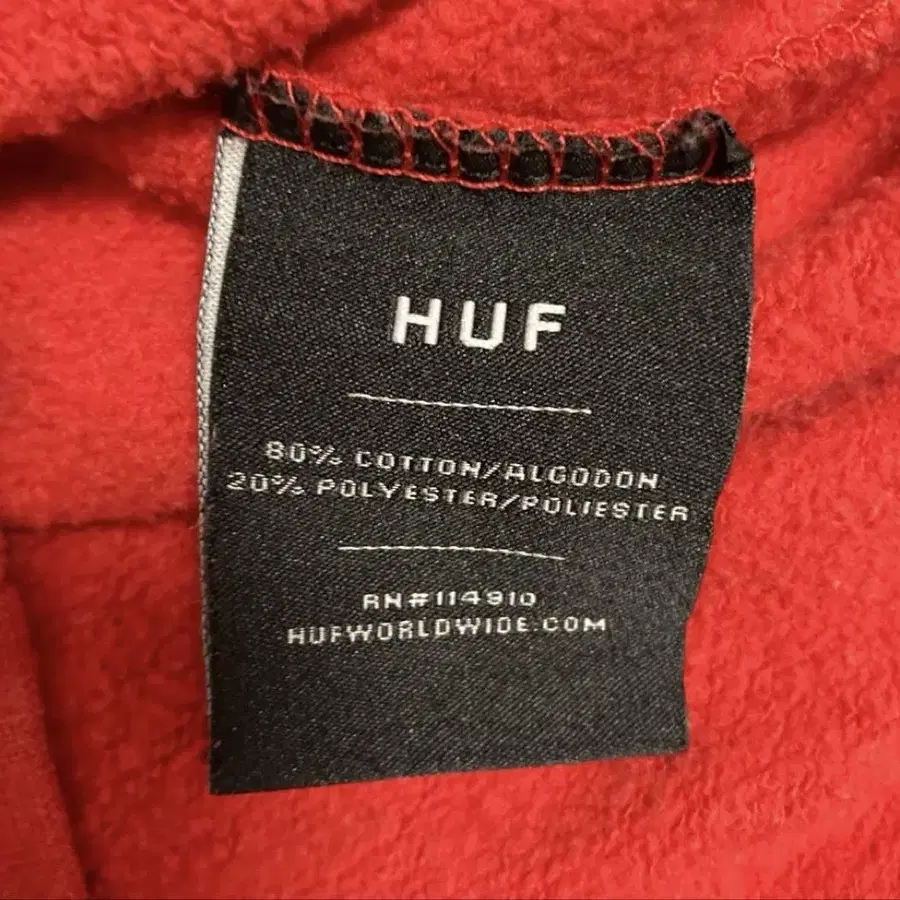 HUF
80% COTTON/ALGODON
20% POLYESTER/POLIESTER
RN#114910
HUFWORLDWIDE.COM